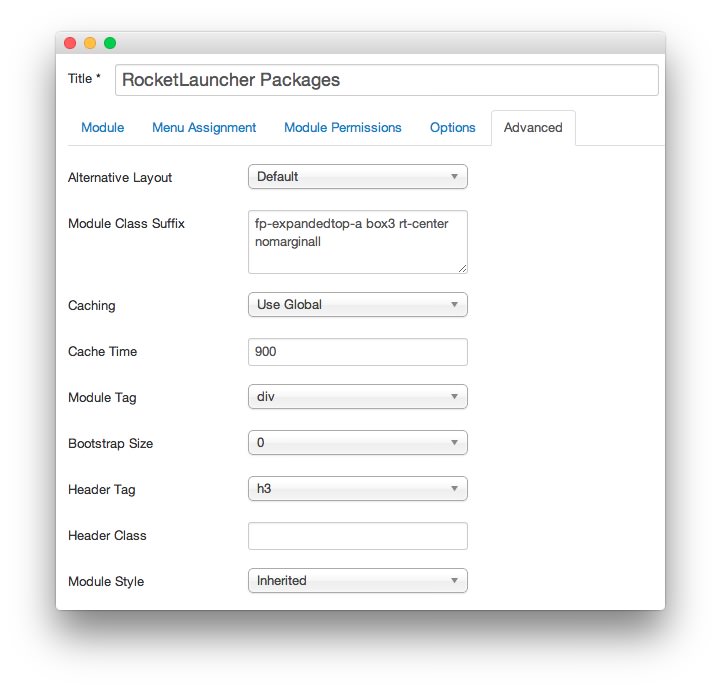 Title * RocketLauncher Packages
Module Menu Assignment Module Permissions Options Advanced
Alternative Layout Default
Module Class Suffix fp-expandedtop-a box3 rt-center
nomarginall
Caching Use Global
Cache Time 900
Module Tag div
Bootstrap Size 0
Header Tag h3
Header Class
Module Style Inherited